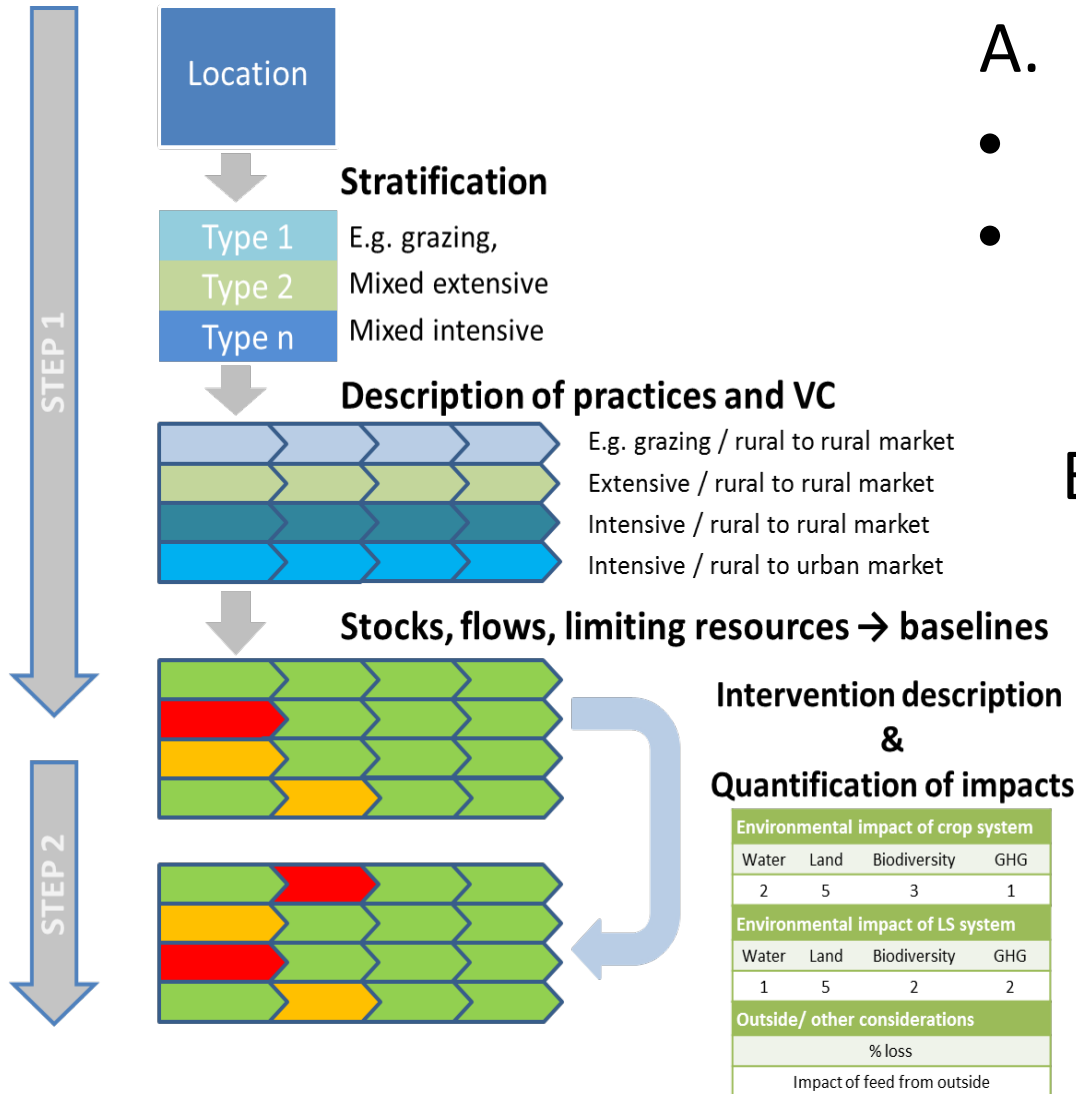 Location
A.
•
•
Stratification
Type 1 E.g. grazing,
Type 2 Mixed extensive
Type n Mixed intensive
STEP 1
Description of practices and VC
E.g. grazing / rural to rural market
Extensive / rural to rural market
Intensive / rural to rural market
Intensive / rural to urban market
Stocks, flows, limiting resources → baselines
STEP 2
Intervention description
&
Quantification of impacts
Environmental impact of crop system
Water Land Biodiversity GHG
2 5 3 1
Environmental impact of LS system
Water Land Biodiversity GHG
1 5 2 2
Outside/ other considerations
% loss
Impact of feed from outside